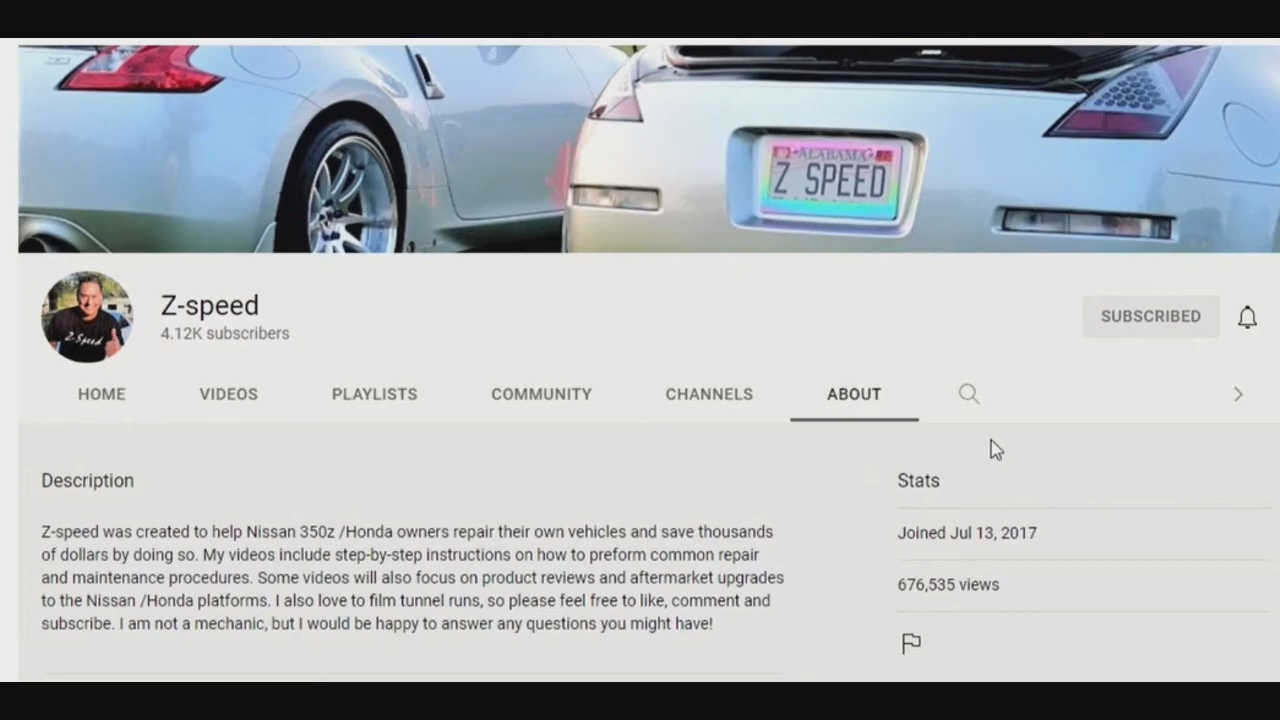 ALABAMA
Z SPEED
Z-speed
4.12K subscribers
SUBSCRIBED
HOME VIDEOS PLAYLISTS COMMUNITY CHANNELS ABOUT
Description
Z-speed was created to help Nissan 350z /Honda owners repair their own vehicles and save thousands
of dollars by doing so. My videos include step-by-step instructions on how to preform common repair
and maintenance procedures. Some videos will also focus on product reviews and aftermarket upgrades
to the Nissan /Honda platforms. I also love to film tunnel runs, so please feel free to like, comment and
subscribe. I am not a mechanic, but I would be happy to answer any questions you might have!
Stats
Joined Jul 13, 2017
676,535 views
Z-Speed